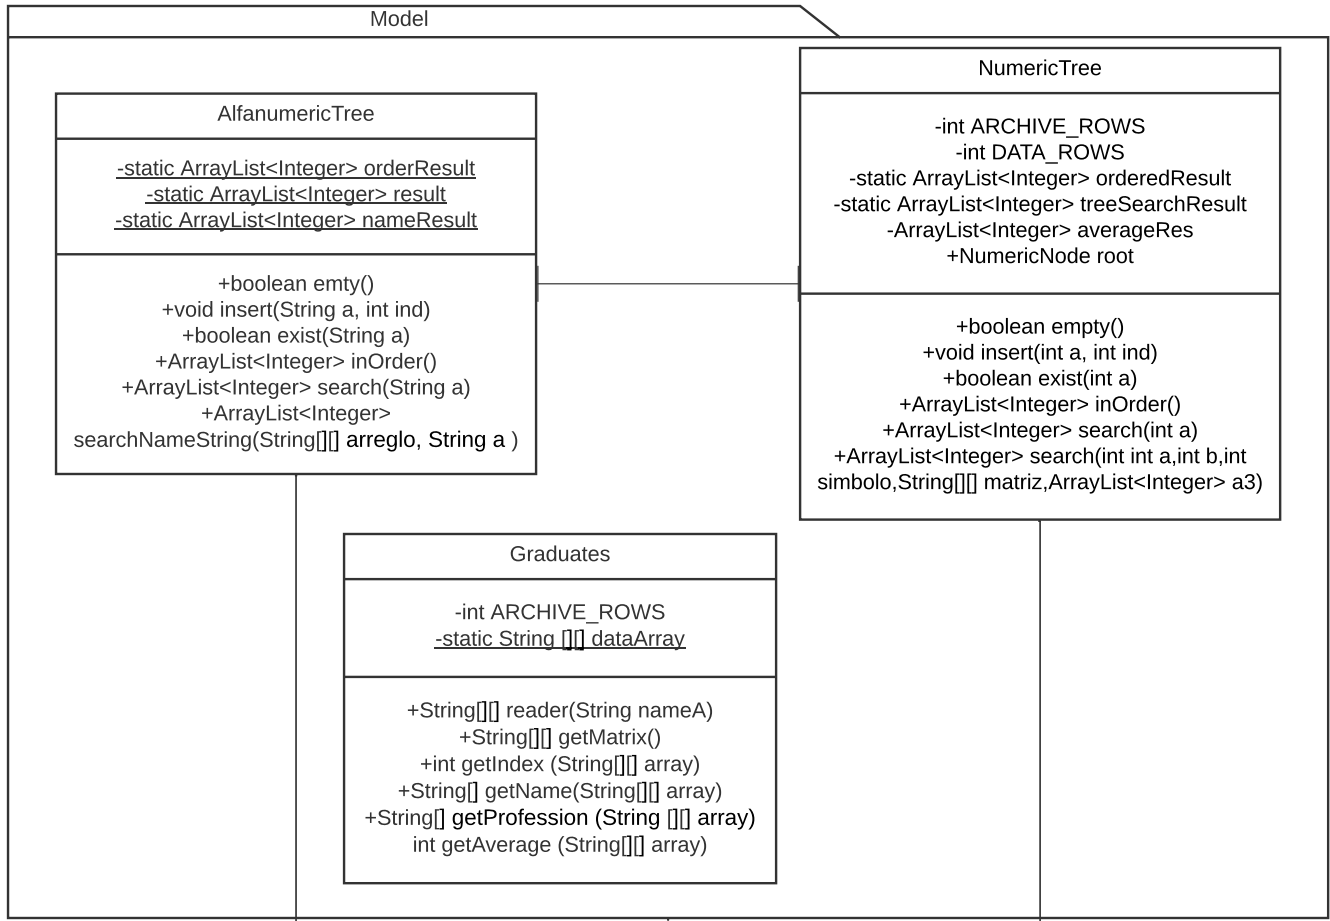 Model
AlfanumericTree
-static ArrayList<Integer> orderResult
-static ArrayList<Integer> result
-static ArrayList<Integer> nameResult
+boolean emty()
+void insert(String a, int ind)
+boolean exist(String a)
+ArrayList<Integer> inOrder()
+ArrayList<Integer> search(String a)
+ArrayList<Integer>
searchNameString(String[][] arreglo, String a )
NumericTree
-int ARCHIVE_ROWS
-int DATA_ROWS
-static ArrayList<Integer> orderedResult
-static ArrayList<Integer> treeSearchResult
-ArrayList<Integer> averageRes
+NumericNode root
+boolean empty()
+void insert(int a, int ind)
+boolean exist(int a)
+ArrayList<Integer> inOrder()
+ArrayList<Integer> search(int a)
+ArrayList<Integer> search(int int a,int b,int
simbolo,String[][] matriz,ArrayList<Integer> a3)
Graduates
-int ARCHIVE_ROWS
-static String [][] dataArray
+String[][] reader(String nameA)
+String[][] getMatrix()
+int getIndex (String[][] array)
+String[] getName(String[][] array)
+String[] getProfession (String [][] array)
int getAverage (String[][] array)